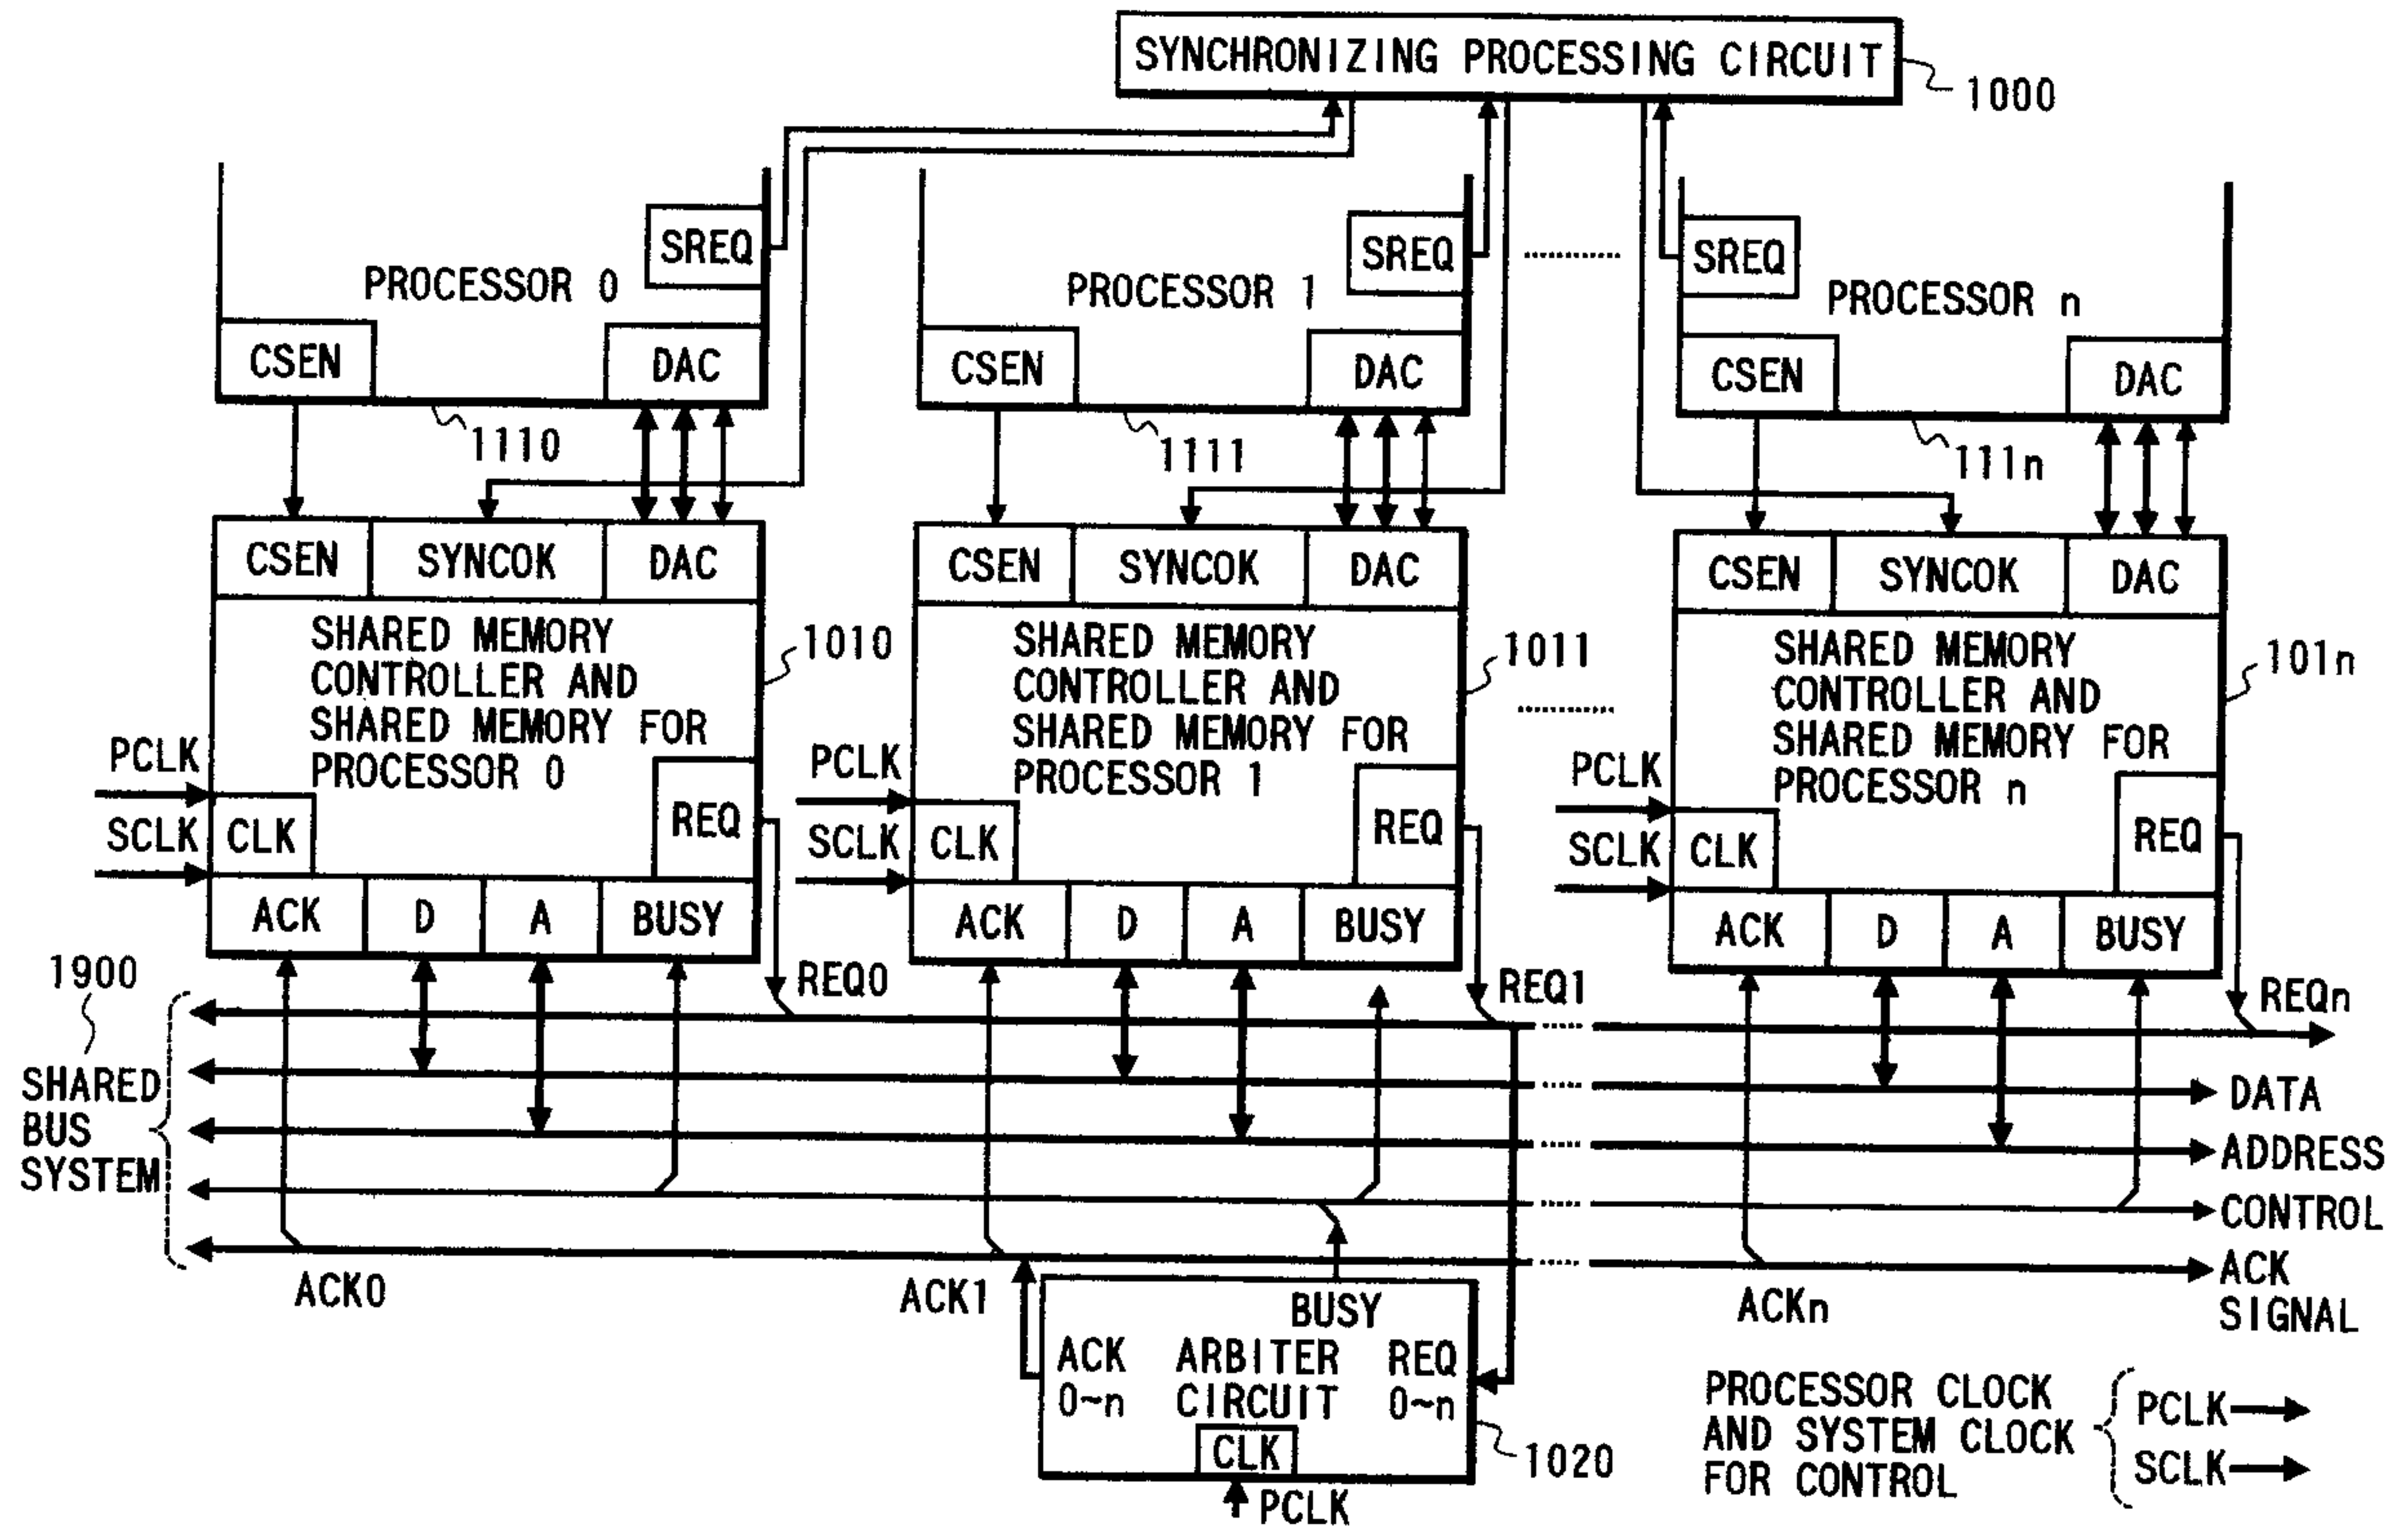 SYNCHRONIZING PROCESSING CIRCUIT
1000
SREQ
SREQ
SREQ
PROCESSOR 0
PROCESSOR 1
PROCESSOR n
CSEN
DAC
CSEN
DAC
CSEN
DAC
1110
1111
111n
CSEN
SYNCOK
DAC
CSEN
SYNCOK
DAC
CSEN
SYNCOK
DAC
SHARED MEMORY
CONTROLLER AND
SHARED MEMORY FOR
PROCESSOR 0
1010
SHARED MEMORY
CONTROLLER AND
SHARED MEMORY FOR
PROCESSOR 1
1011
SHARED MEMORY
CONTROLLER AND
SHARED MEMORY FOR
PROCESSOR n
101n
PCLK
SCLK
CLK
REQ
PCLK
SCLK
CLK
REQ
PCLK
SCLK
CLK
REQ
ACK
D
A
BUSY
ACK
D
A
BUSY
ACK
D
A
BUSY
1900
REQ0
REQ1
REQn
SHARED
BUS
SYSTEM
DATA
ADDRESS
CONTROL
ACK
SIGNAL
ACK0
ACK1
ACKn
BUSY
ACK
0~n
ARBITER
CIRCUIT
REQ
0~n
CLK
1020
PCLK
PROCESSOR CLOCK
AND SYSTEM CLOCK
FOR CONTROL
PCLK
SCLK